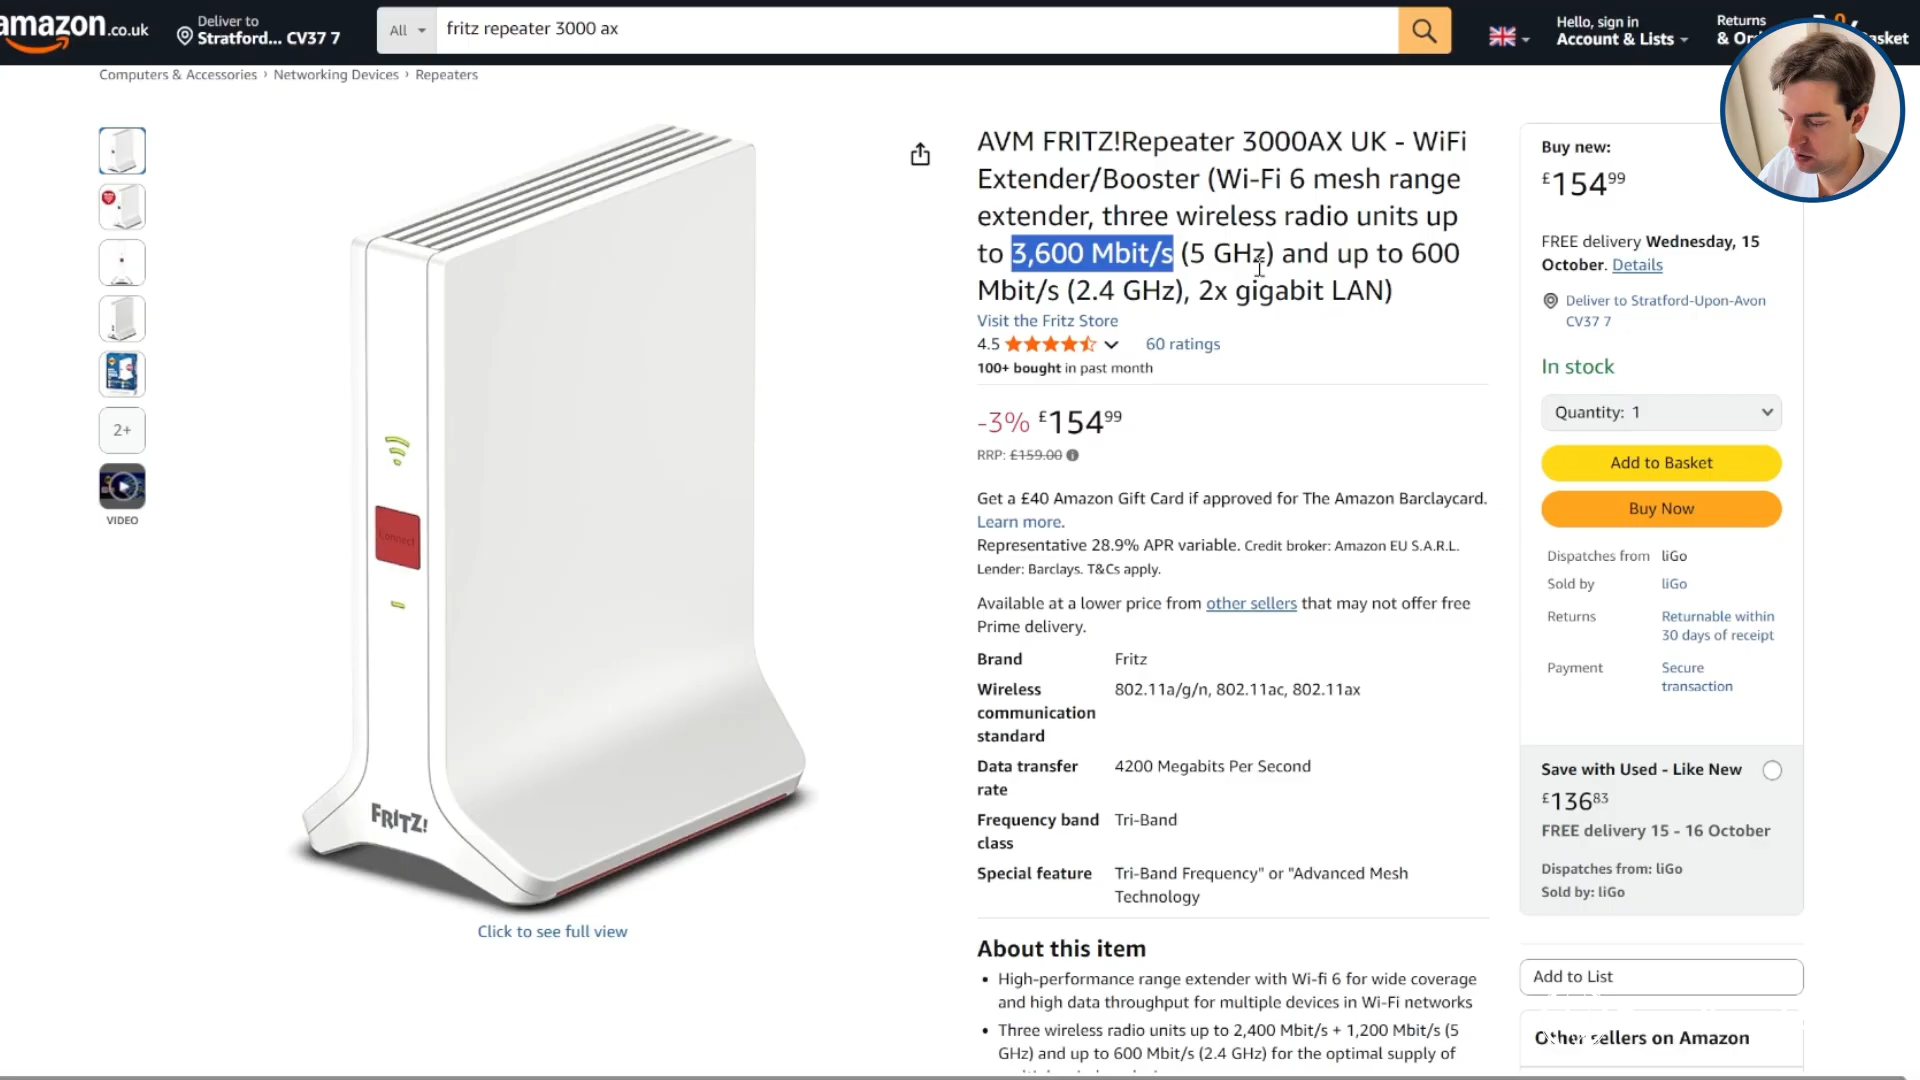 amazon.co.uk
Deliver to
Stratford... CV37 7
All
fritz repeater 3000 ax
Hello, sign in
Account & Lists
Returns
Computers & Accessories › Networking Devices › Repeaters
2+
VIDEO
Connect
FRITZ!
Click to see full view
AVM FRITZ!Repeater 3000AX UK - WiFi
Extender/Booster (Wi-Fi 6 mesh range
extender, three wireless radio units up
to 3,600 Mbit/s (5 GHz) and up to 600
Mbit/s (2.4 GHz), 2x gigabit LAN)
Visit the Fritz Store
4.5
60 ratings
100+ bought in past month
-3% £154 99
RRP: £159.00
Get a £40 Amazon Gift Card if approved for The Amazon Barclaycard.
Learn more.
Representative 28.9% APR variable. Credit broker: Amazon EU S.A.R.L.
Lender: Barclays. T&Cs apply.
Available at a lower price from other sellers that may not offer free
Prime delivery.
Brand Fritz
Wireless communication standard 802.11a/g/n, 802.11ac, 802.11ax
Data transfer rate 4200 Megabits Per Second
Frequency band class Tri-Band
Special feature Tri-Band Frequency" or "Advanced Mesh
Technology
About this item
• High-performance range extender with Wi-fi 6 for wide coverage
and high data throughput for multiple devices in Wi-Fi networks
• Three wireless radio units up to 2,400 Mbit/s + 1,200 Mbit/s (5
GHz) and up to 600 Mbit/s (2.4 GHz) for the optimal supply of
Buy new:
£154 99
FREE delivery Wednesday, 15
October. Details
Deliver to Stratford-Upon-Avon
CV37 7
In stock
Quantity: 1
Add to Basket
Buy Now
Dispatches from liGo
Sold by liGo
Returns Returnable within
30 days of receipt
Payment Secure
transaction
Save with Used - Like New
£136 83
FREE delivery 15 - 16 October
Dispatches from: liGo
Sold by: liGo
Add to List
Other sellers on Amazon